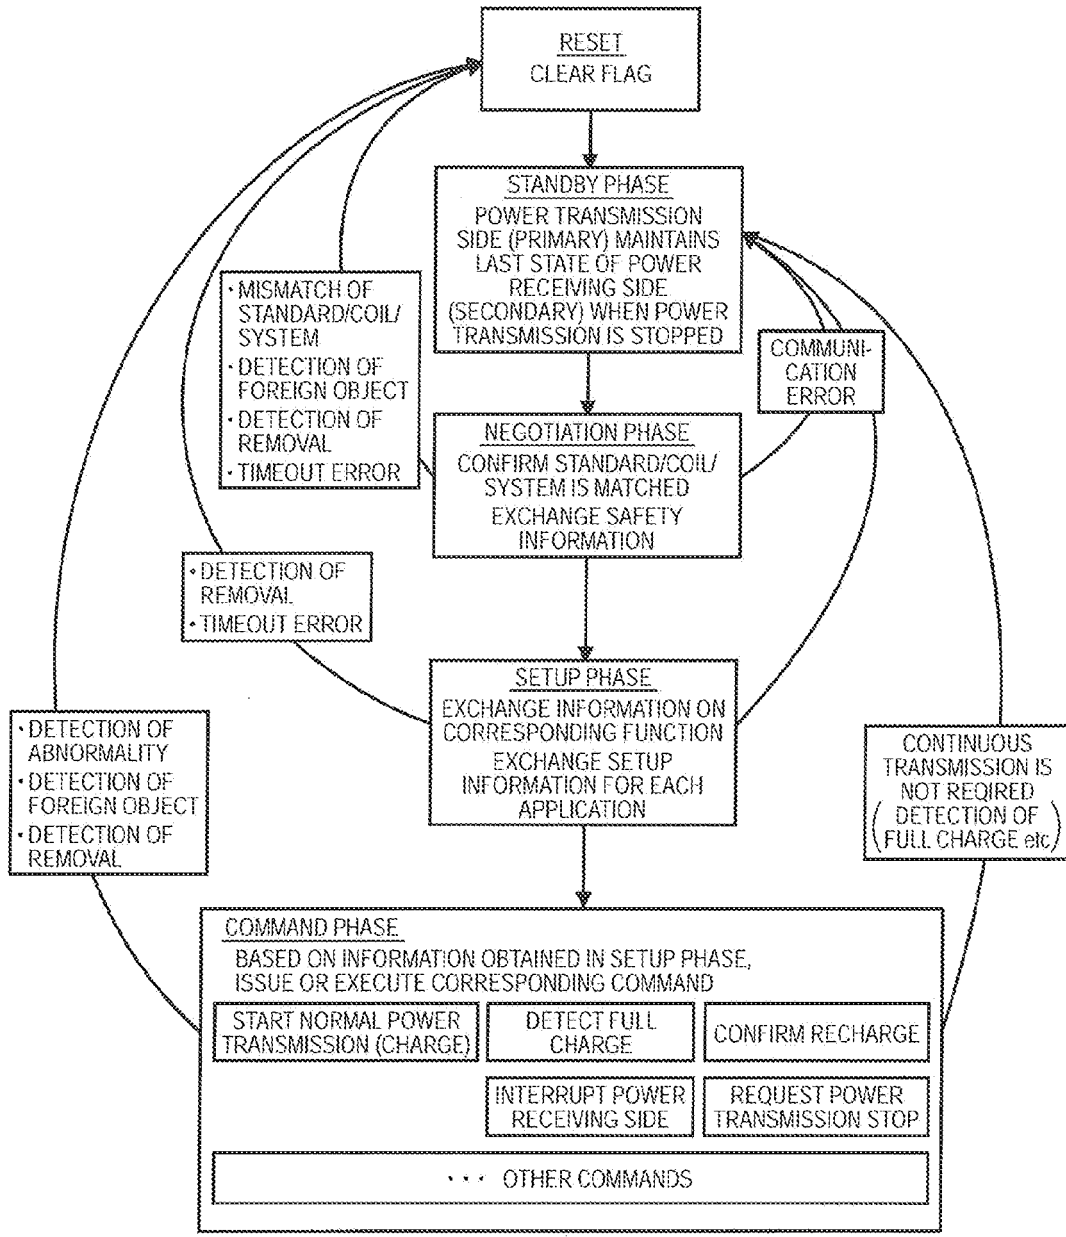 RESET
CLEAR FLAG
STANDBY PHASE
POWER TRANSMISSION
SIDE (PRIMARY) MAINTAINS
LAST STATE OF POWER
RECEIVING SIDE
(SECONDARY) WHEN POWER
TRANSMISSION IS STOPPED
· MISMATCH OF
STANDARD/COIL/
SYSTEM
· DETECTION OF
FOREIGN OBJECT
· DETECTION OF
REMOVAL
· TIMEOUT ERROR
COMMUNI-
CATION
ERROR
NEGOTIATION PHASE
CONFIRM STANDARD/COIL/
SYSTEM IS MATCHED
EXCHANGE SAFETY
INFORMATION
· DETECTION OF
REMOVAL
· TIMEOUT ERROR
SETUP PHASE
EXCHANGE INFORMATION ON
CORRESPONDING FUNCTION
EXCHANGE SETUP
INFORMATION FOR EACH
APPLICATION
· DETECTION OF
ABNORMALITY
· DETECTION OF
FOREIGN OBJECT
· DETECTION OF
REMOVAL
CONTINUOUS
TRANSMISSION IS
NOT REQIRED
(DETECTION OF
FULL CHARGE etc)
COMMAND PHASE
BASED ON INFORMATION OBTAINED IN SETUP PHASE,
ISSUE OR EXECUTE CORRESPONDING COMMAND
START NORMAL POWER
TRANSMISSION (CHARGE)
DETECT FULL
CHARGE
CONFIRM RECHARGE
INTERRUPT POWER
RECEIVING SIDE
REQUEST POWER
TRANSMISSION STOP
··· OTHER COMMANDS